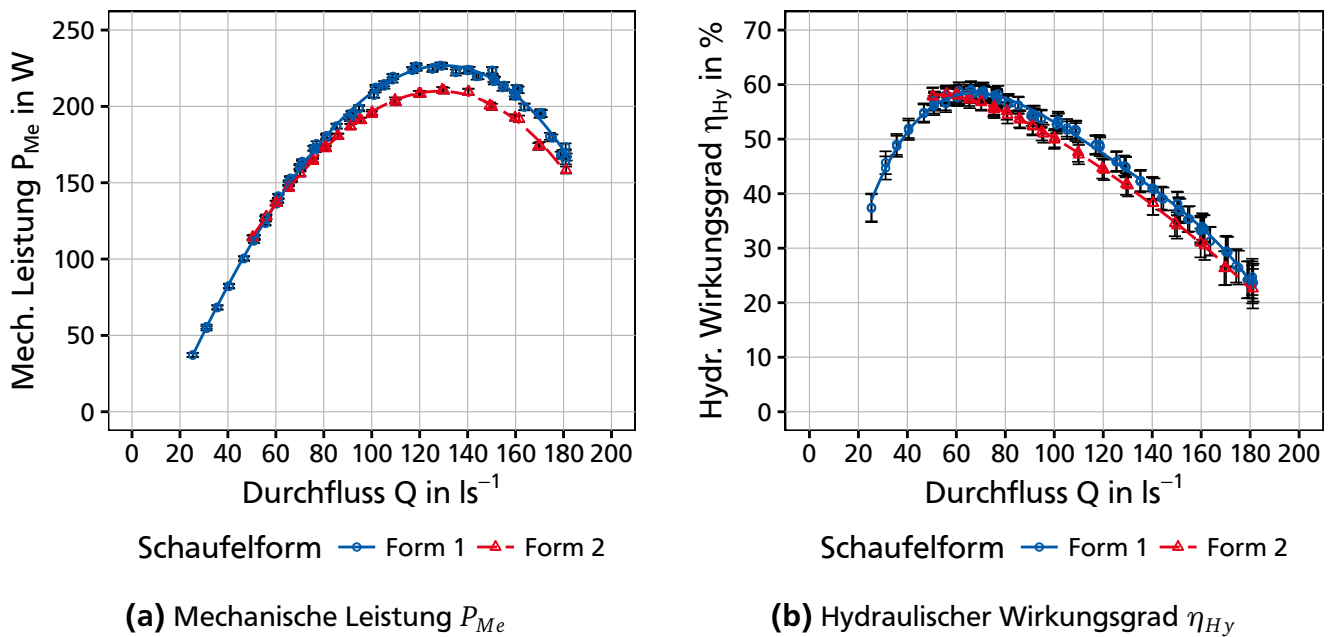 Mech. Leistung P_Me in W
250
200
150
100
50
0
0 20 40 60 80 100 120 140 160 180 200
Durchfluss Q in ls⁻¹
Schaufelform Form 1 Form 2
(a) Mechanische Leistung P_Me
Hydr. Wirkungsgrad η_Hy in %
70
60
50
40
30
20
10
0
0 20 40 60 80 100 120 140 160 180 200
Durchfluss Q in ls⁻¹
Schaufelform Form 1 Form 2
(b) Hydraulischer Wirkungsgrad η_Hy